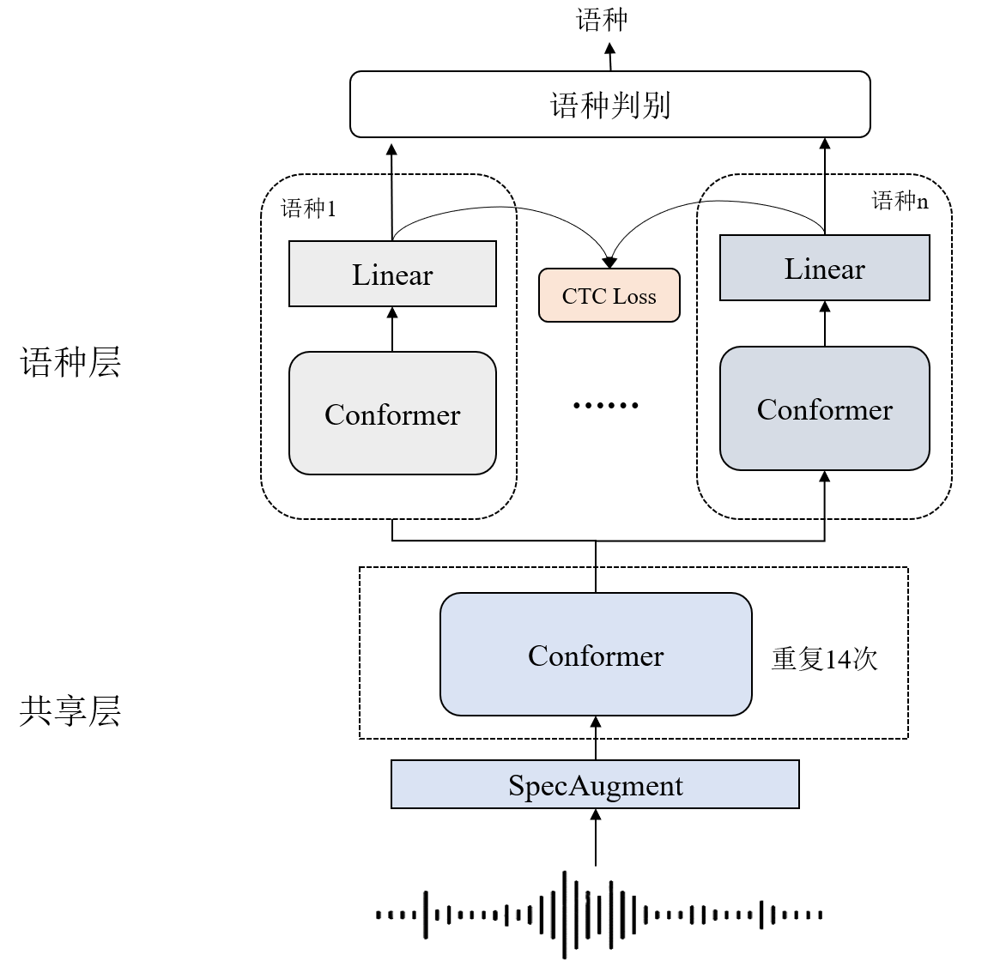 语种
语种判别
语种1
语种n
Linear
Linear
CTC Loss
语种层
Conformer
......
Conformer
Conformer
重复14次
共享层
SpecAugment